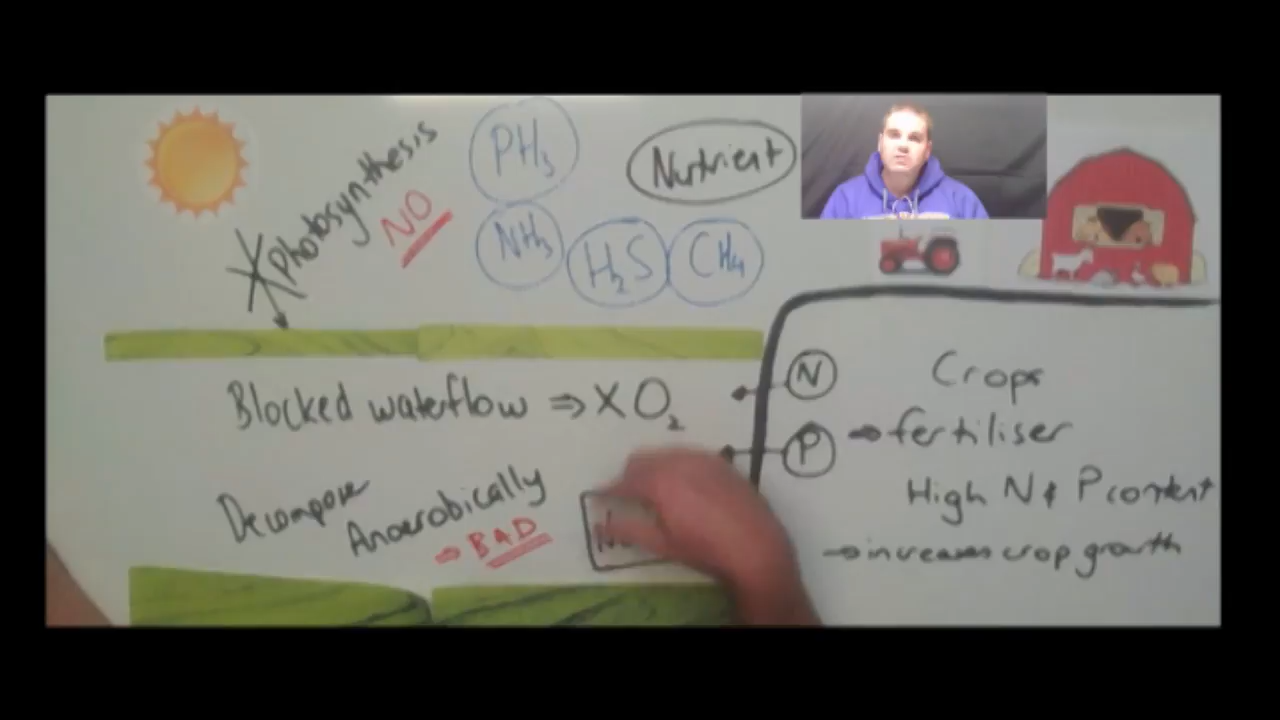 Photosynthesis
NO
PH3
Nutrient
NH3
H2S
CH4
Blocked waterflow ⇒ X O2
N
Crops
P → fertiliser
High N & P content
→ increases crop growth
Decompose
Anaerobically
→ BAD